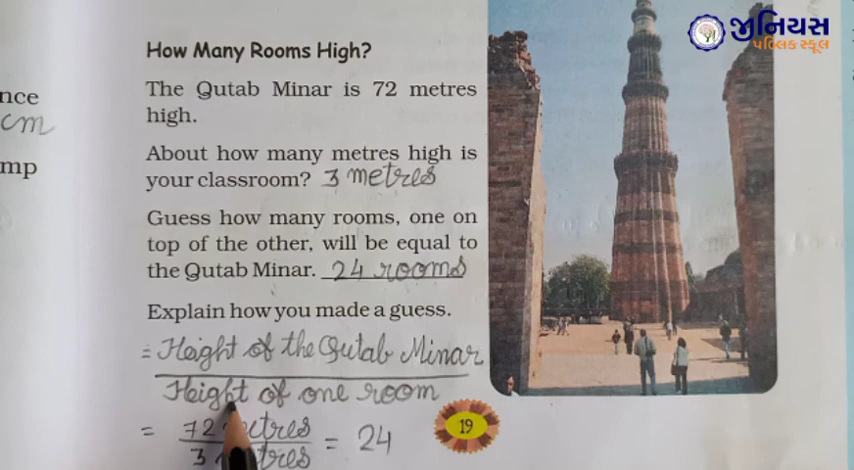 જીનિયસ
પબ્લિક સ્કૂલ
nce
cm
mp
How Many Rooms High?
The Qutab Minar is 72 metres
high.
About how many metres high is
your classroom? 3 metres
Guess how many rooms, one on
top of the other, will be equal to
the Qutab Minar. 24 rooms
Explain how you made a guess.
= Height of the Qutab Minar
Height of one room
= 72 metres
3 metres
= 24
19